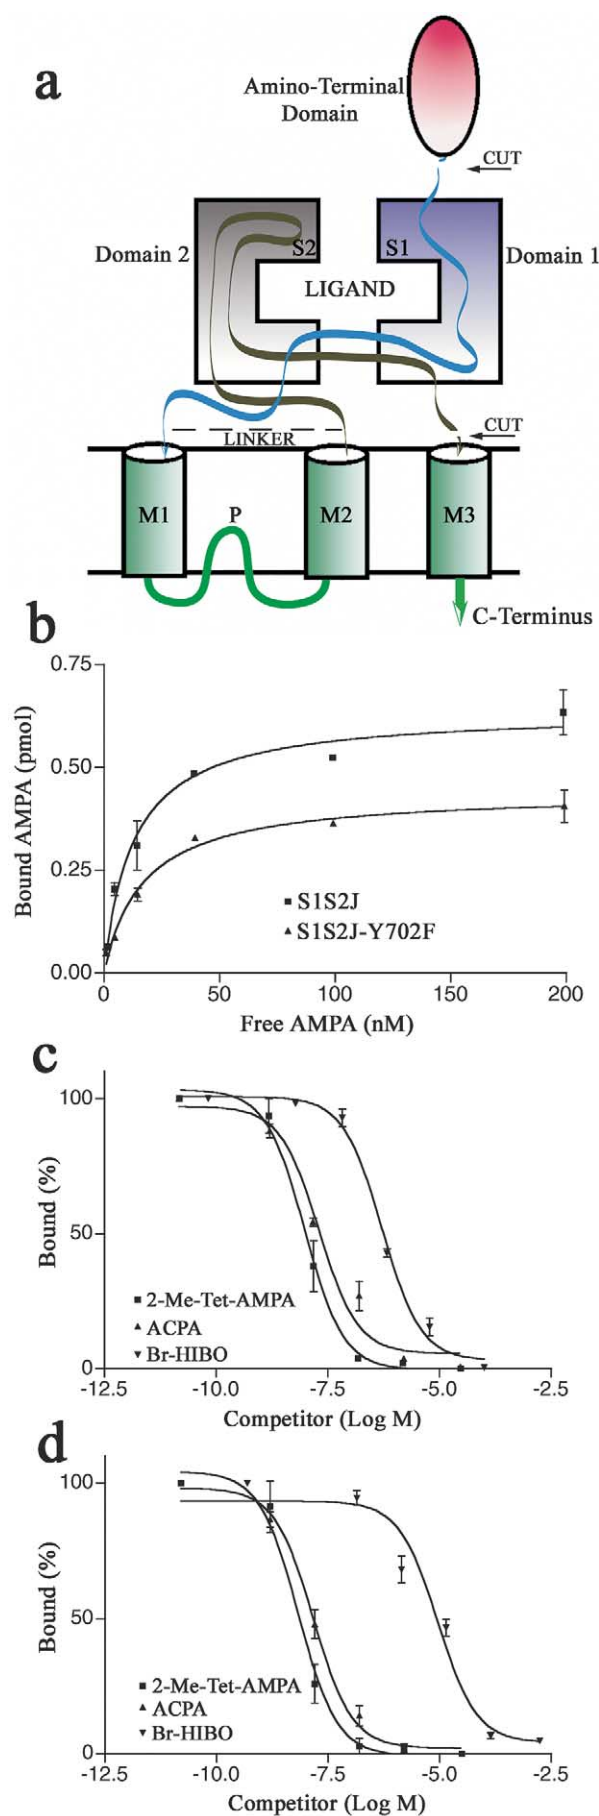 a
Amino-Terminal
Domain
CUT
Domain 2
S2
S1
Domain 1
LIGAND
CUT
LINKER
M1
P
M2
M3
C-Terminus
b
0.75
0.50
0.25
0.00
Bound AMPA (pmol)
S1S2J
S1S2J-Y702F
0
50
100
150
200
Free AMPA (nM)
c
100
50
0
Bound (%)
2-Me-Tet-AMPA
ACPA
Br-HIBO
-12.5
-10.0
-7.5
-5.0
-2.5
Competitor (Log M)
d
100
50
0
Bound (%)
2-Me-Tet-AMPA
ACPA
Br-HIBO
-12.5
-10.0
-7.5
-5.0
-2.5
Competitor (Log M)